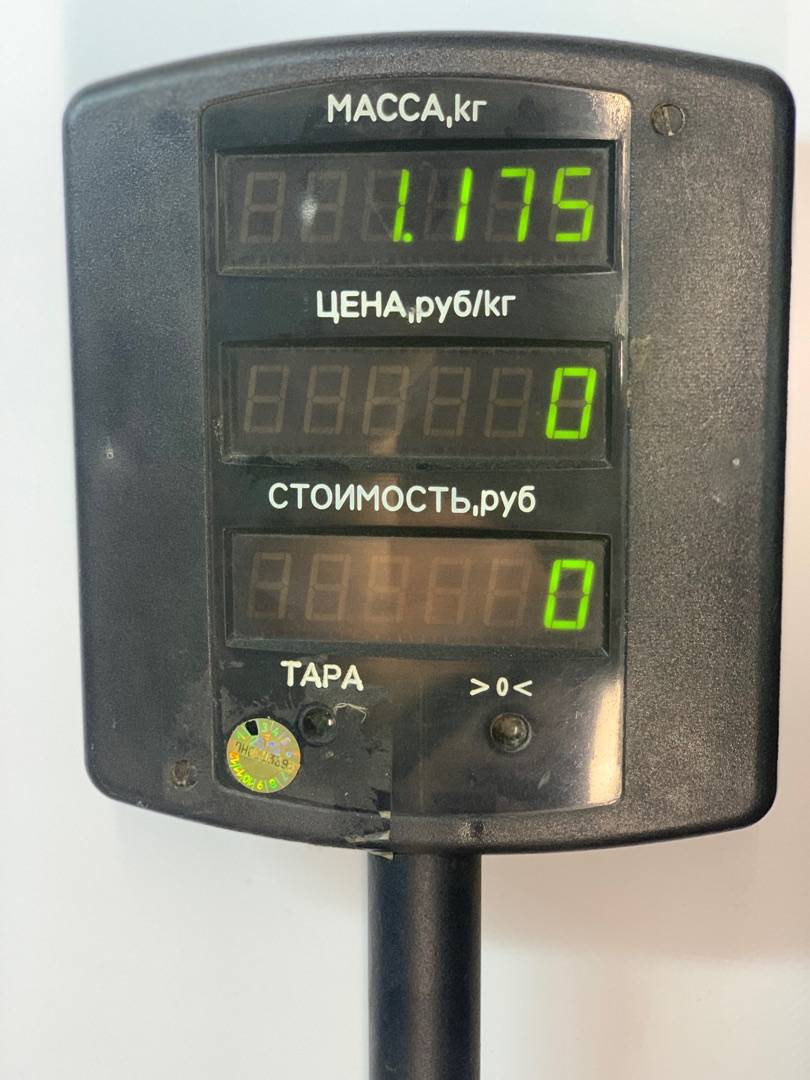 МАССА,кг
1.175
ЦЕНА,руб/кг
0
СТОИМОСТЬ,руб
0
ТАРА >0<